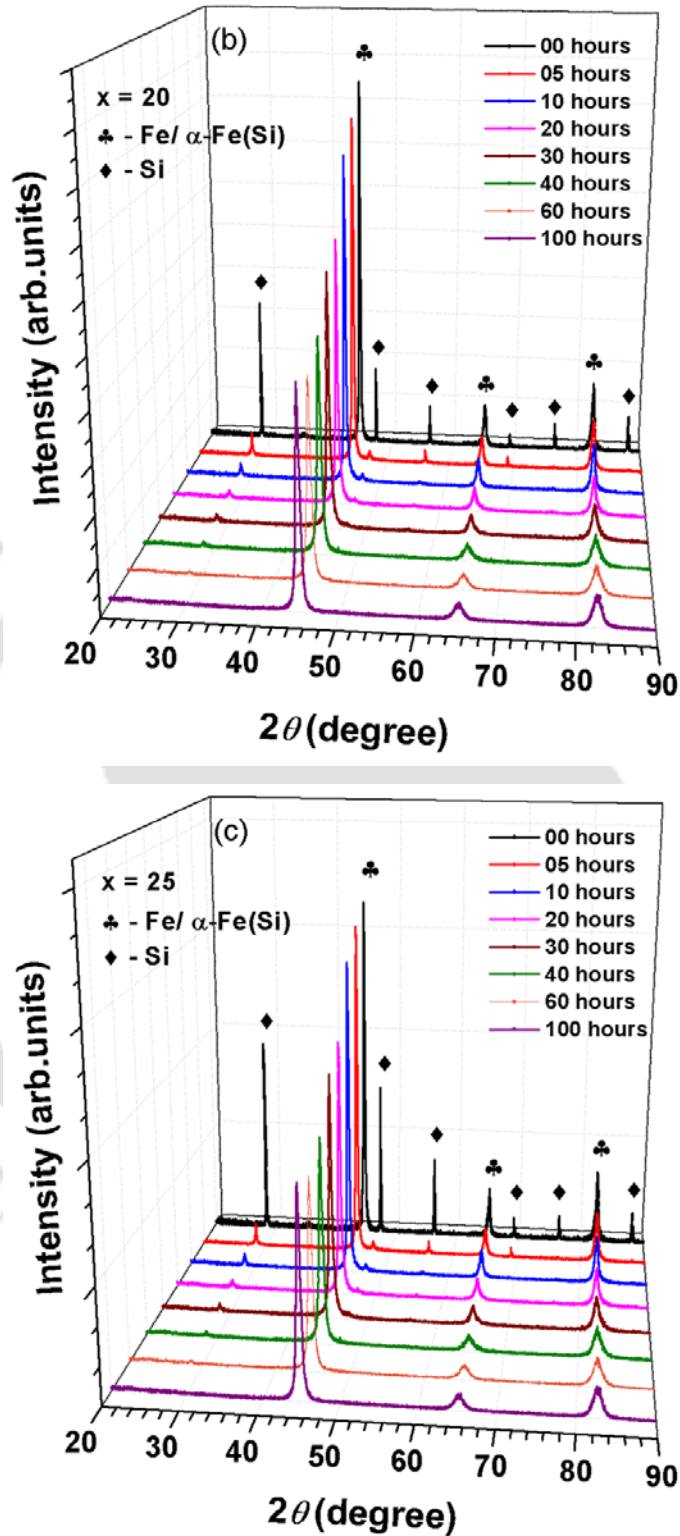 (b)
x = 20
♣ - Fe/ α-Fe(Si)
♦ - Si
00 hours
05 hours
10 hours
20 hours
30 hours
40 hours
60 hours
100 hours
Intensity (arb.units)
20 30 40 50 60 70 80 90
2θ (degree)
(c)
x = 25
♣ - Fe/ α-Fe(Si)
♦ - Si
00 hours
05 hours
10 hours
20 hours
30 hours
40 hours
60 hours
100 hours
Intensity (arb.units)
20 30 40 50 60 70 80 90
2θ (degree)